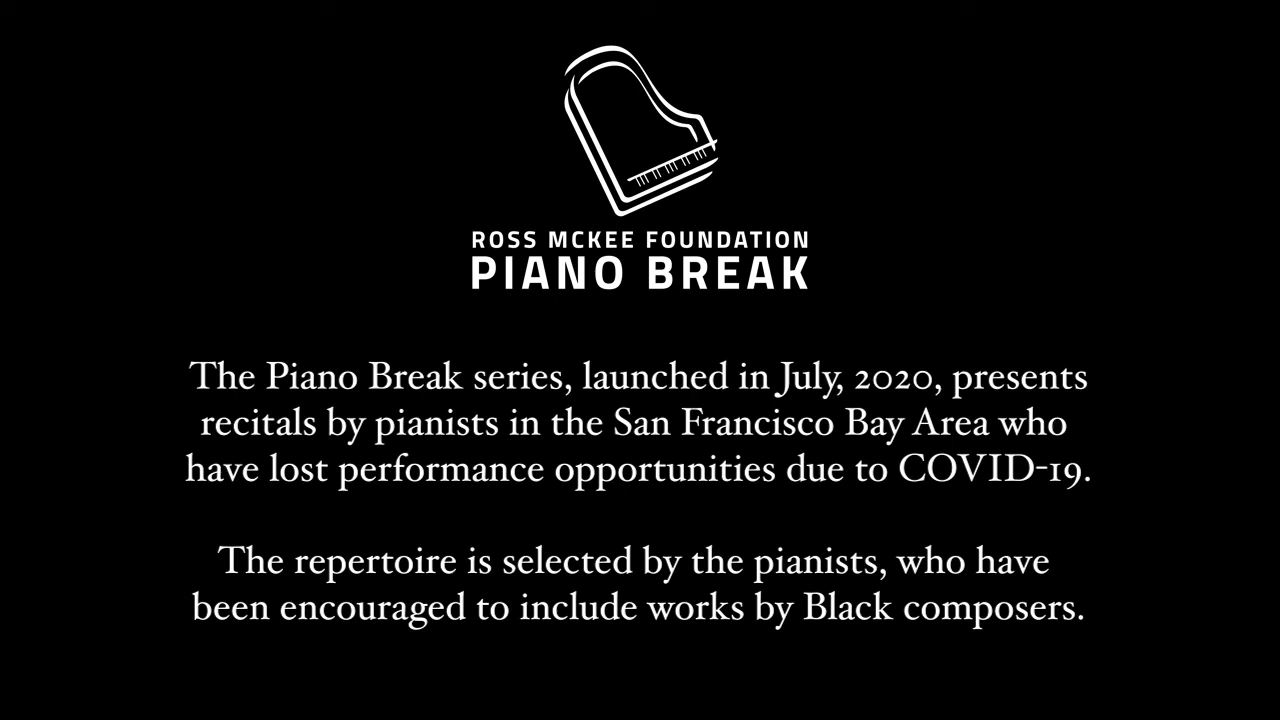 ROSS MCKEE FOUNDATION
PIANO BREAK
The Piano Break series, launched in July, 2020, presents
recitals by pianists in the San Francisco Bay Area who
have lost performance opportunities due to COVID-19.
The repertoire is selected by the pianists, who have
been encouraged to include works by Black composers.